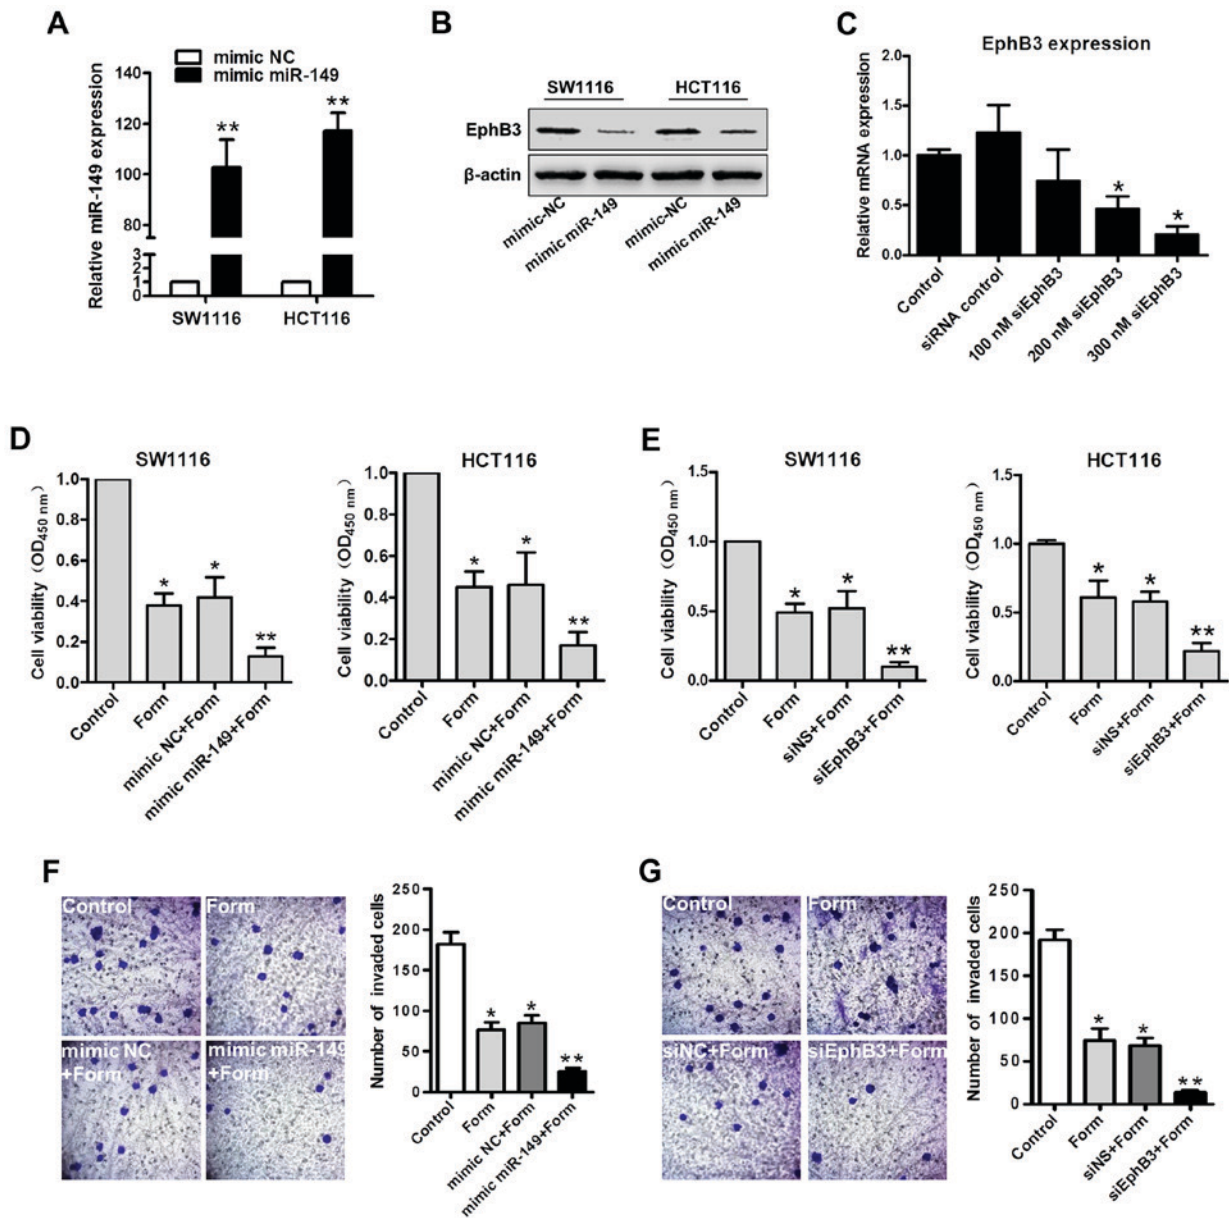 A
mimic NC
mimic miR-149
Relative miR-149 expression
140
120
100
80
3
2
1
0
**
**
SW1116
HCT116
B
SW1116
HCT116
EphB3
β-actin
mimic-NC
mimic miR-149
mimic-NC
mimic miR-149
C
EphB3 expression
Relative mRNA expression
2.0
1.5
1.0
0.5
0.0
*
*
Control
siRNA control
100 nM siEphB3
200 nM siEphB3
300 nM siEphB3
D
SW1116
Cell viability (OD450 nm)
1.0
0.8
0.6
0.4
0.2
0.0
*
*
**
Control
Form
mimic NC+Form
mimic miR-149+Form
HCT116
Cell viability (OD450 nm)
1.0
0.8
0.6
0.4
0.2
0.0
*
*
**
Control
Form
mimic NC+Form
mimic miR-149+Form
E
SW1116
Cell viability (OD450 nm)
1.5
1.0
0.5
0.0
*
*
**
Control
Form
siNS+Form
siEphB3+Form
HCT116
Cell viability (OD450 nm)
1.5
1.0
0.5
0.0
*
*
**
Control
Form
siNS+Form
siEphB3+Form
F
Control
Form
mimic NC
+Form
mimic miR-149
+Form
Number of invaded cells
250
200
150
100
50
0
*
*
**
Control
Form
mimic NC+Form
mimic miR-149+Form
G
Control
Form
siNC+Form
siEphB3+Form
Number of invaded cells
250
200
150
100
50
0
*
*
**
Control
Form
siNS+Form
siEphB3+Form